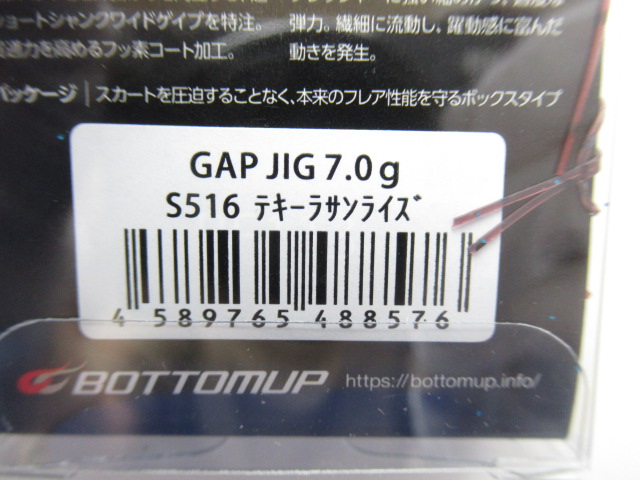 ョートシャンクワイドゲイプを特注。
貫通力を高めるフッ素コート加工。
弾力。繊細に流動し、躍動感に富んだ
動きを発生。
パッケージ｜スカートを圧迫することなく、本来のフレア性能を守るボックスタイプ
GAP JIG 7.0g
S516 ﾃｷｰﾗｻﾝﾗｲｽﾞ
4 589765 488576
BOTTOMUP https://bottomup.info/